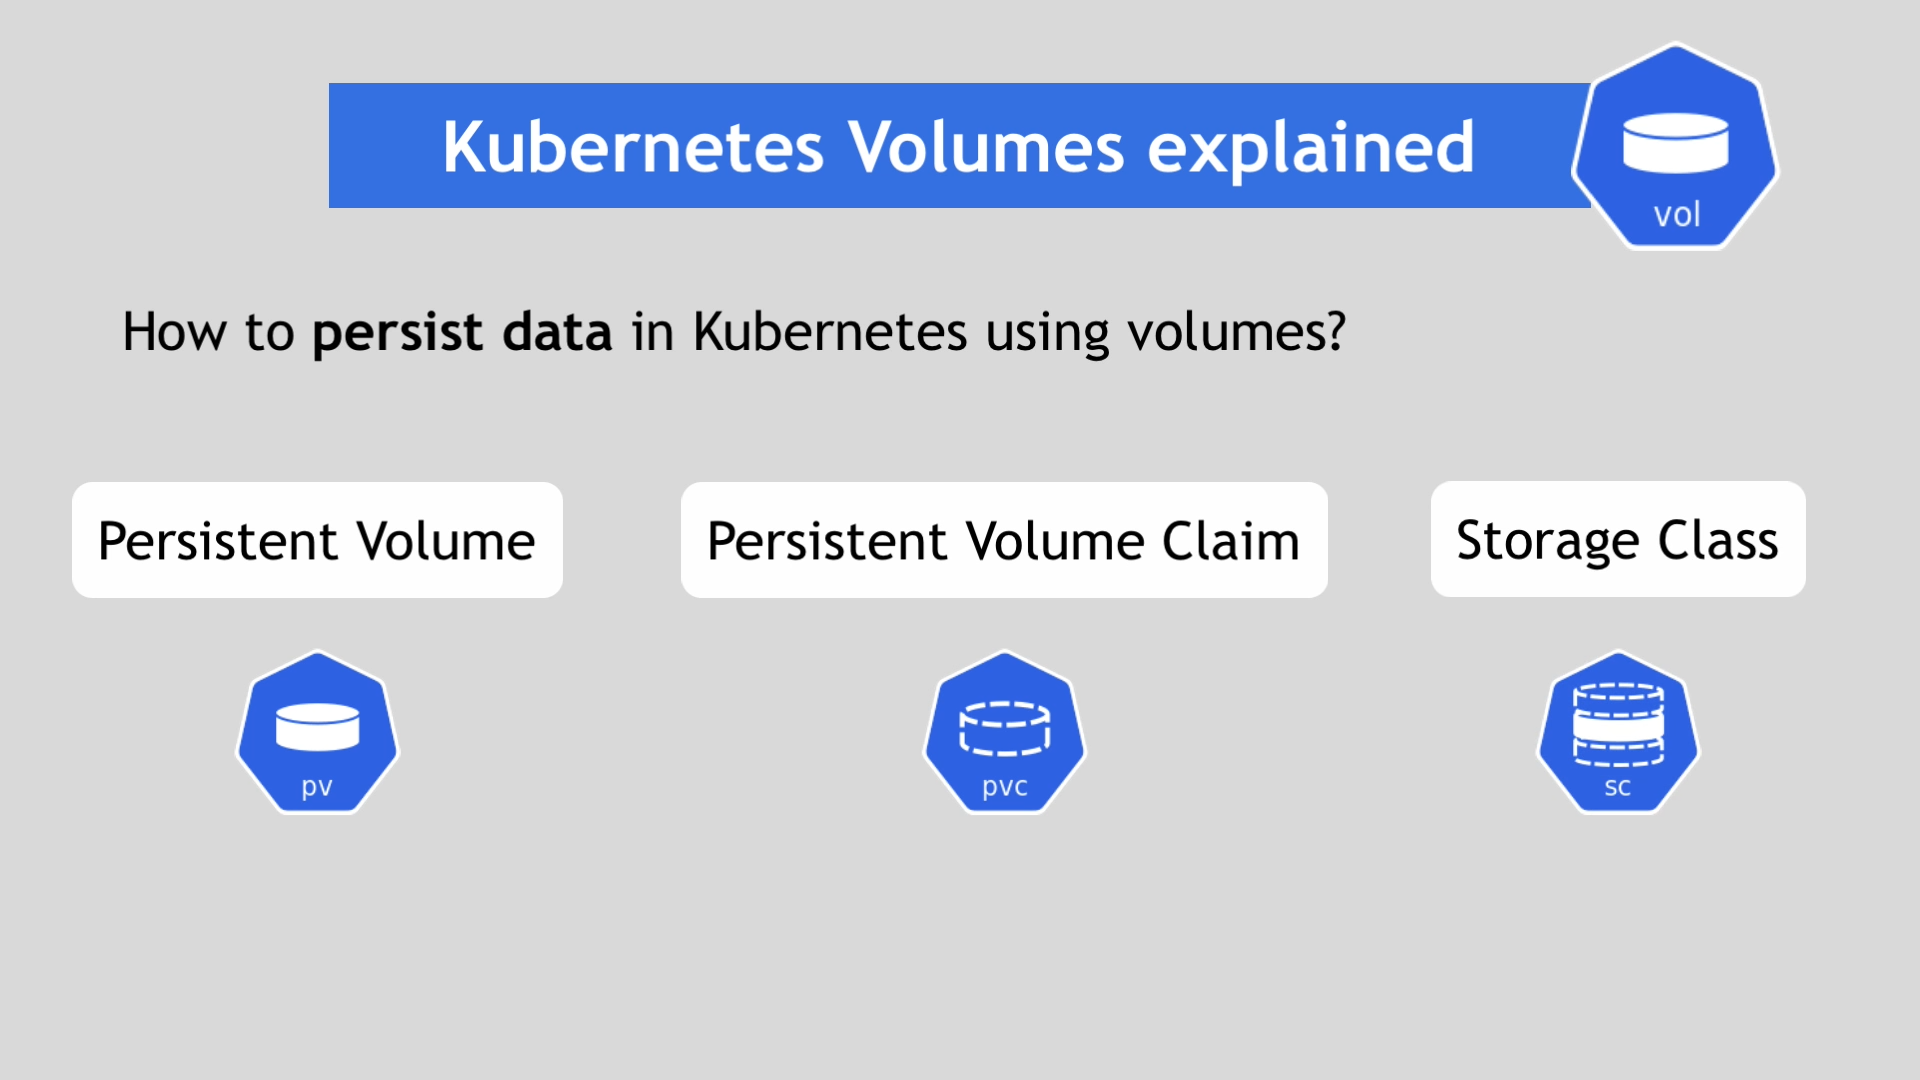 Kubernetes Volumes explained
vol
How to persist data in Kubernetes using volumes?
Persistent Volume
Persistent Volume Claim
Storage Class
pv
pvc
sc